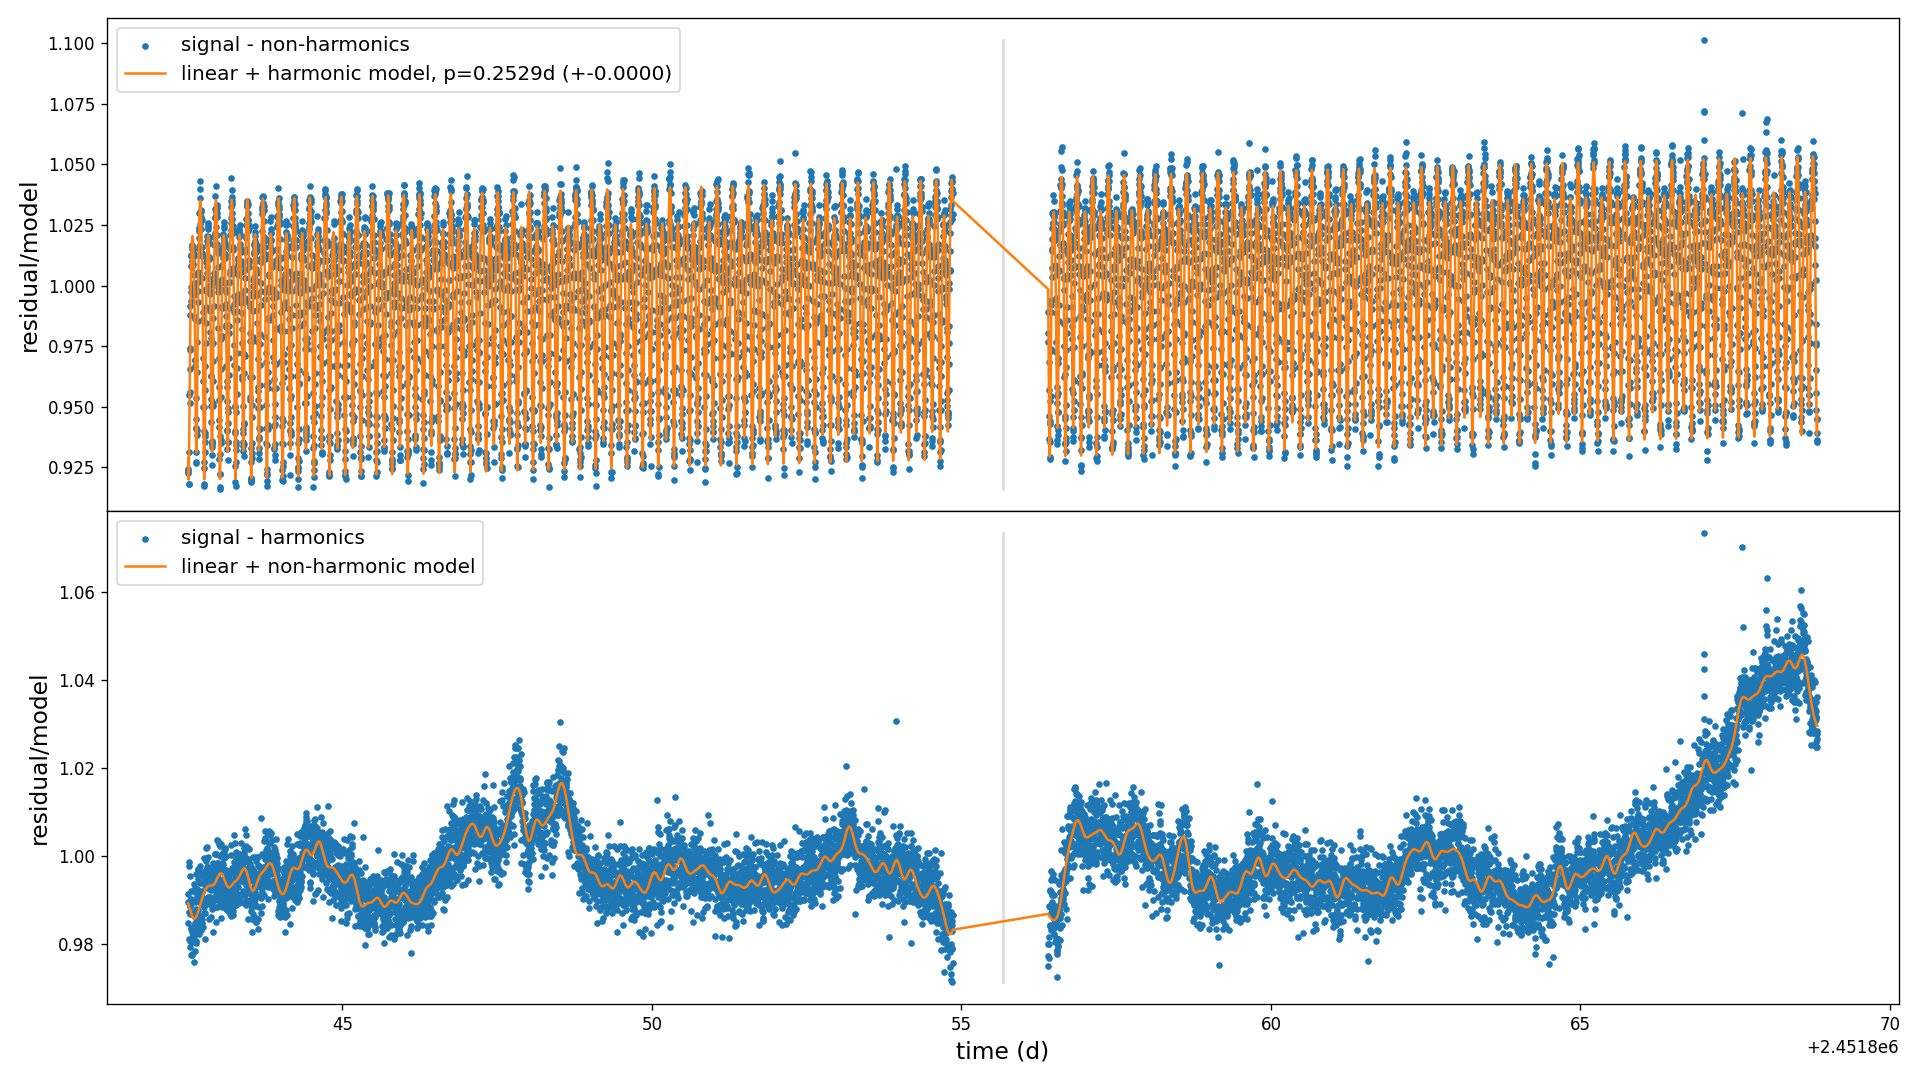 signal - non-harmonics
linear + harmonic model, p=0.2529d (+-0.0000)
1.100
1.075
1.050
1.025
1.000
0.975
0.950
0.925
residual/model
signal - harmonics
linear + non-harmonic model
1.06
1.04
1.02
1.00
0.98
residual/model
45 50 55 60 65 70
time (d)
+2.4518e6